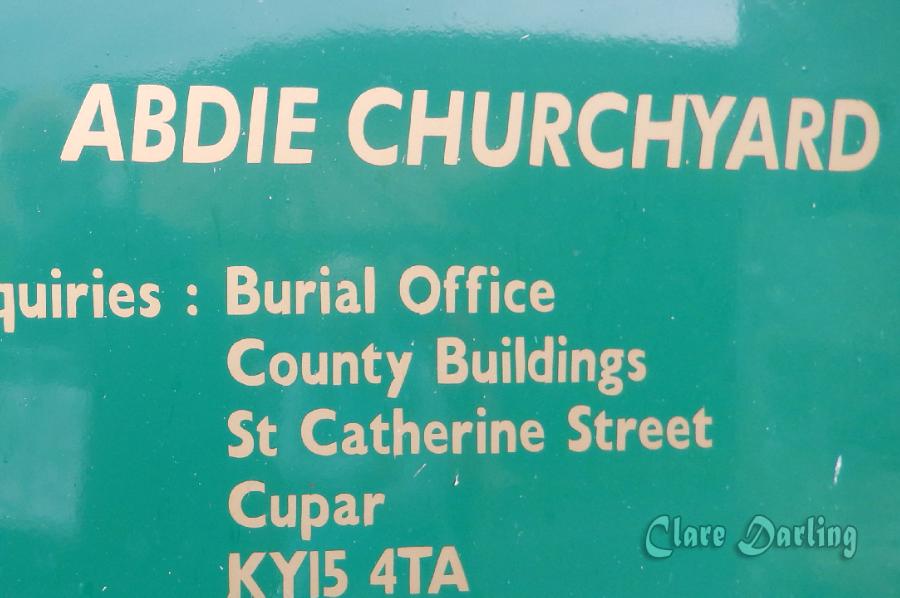 ABDIE CHURCHYARD
quiries : Burial Office
County Buildings
St Catherine Street
Cupar
KY15 4TA
Clare Darling